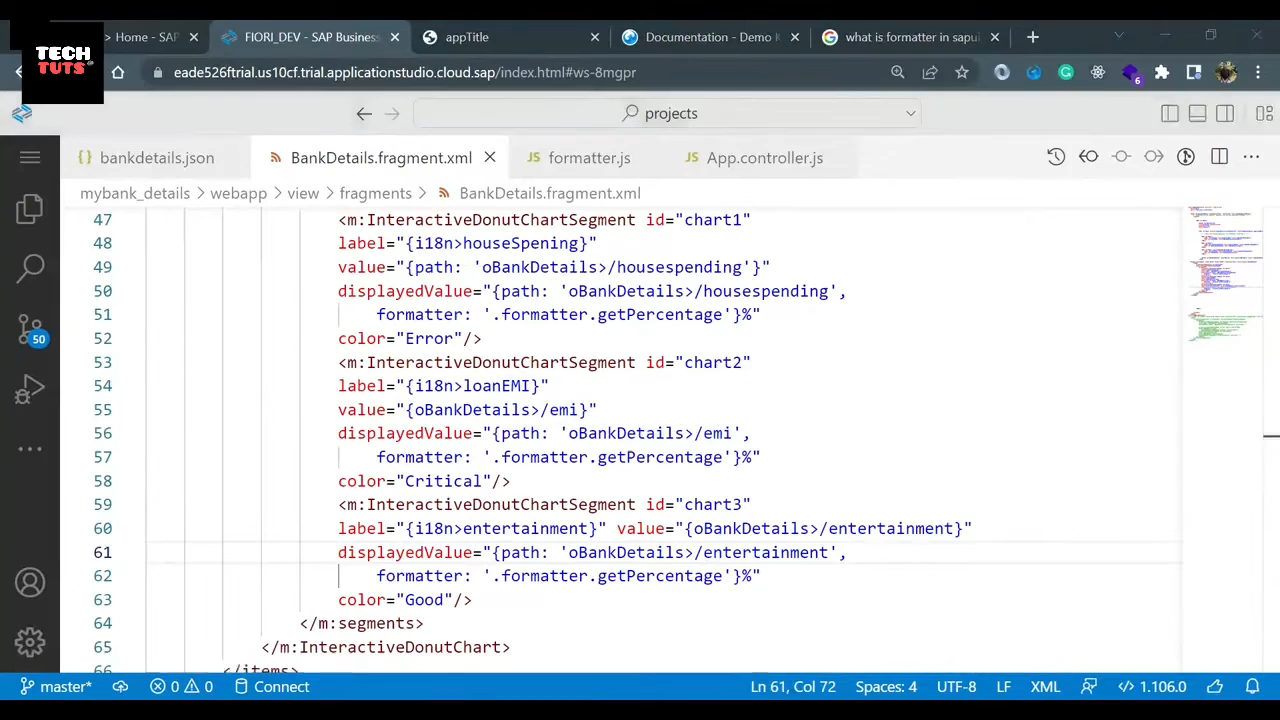 Home - SAP
FIORI_DEV - SAP Business
appTitle
Documentation - Demo K
what is formatter in sapui
TECH
TUTS
eade526ftrial.us10cf.trial.applicationstudio.cloud.sap/index.html#ws-8mgpr
6
projects
bankdetails.json
BankDetails.fragment.xml
JS formatter.js
JS App.controller.js
mybank_details > webapp > view > fragments > BankDetails.fragment.xml
47 <m:InteractiveDonutChartSegment id="chart1"
48 label="{i18n>housespening}"
49 value="{path: 'oBankDetails>/housespending'}"
50 displayedValue="{path: 'oBankDetails>/housespending',
51 formatter: '.formatter.getPercentage'}%"
52 color="Error"/>
53 <m:InteractiveDonutChartSegment id="chart2"
54 label="{i18n>loanEMI}"
55 value="{oBankDetails>/emi}"
56 displayedValue="{path: 'oBankDetails>/emi',
57 formatter: '.formatter.getPercentage'}%"
58 color="Critical"/>
59 <m:InteractiveDonutChartSegment id="chart3"
60 label="{i18n>entertainment}" value="{oBankDetails>/entertainment}"
61 displayedValue="{path: 'oBankDetails>/entertainment',
62 formatter: '.formatter.getPercentage'}%"
63 color="Good"/>
64 </m:segments>
65 </m:InteractiveDonutChart>
66 </items>
50
master*
0
0
Connect
Ln 61, Col 72
Spaces: 4
UTF-8
LF
XML
1.106.0